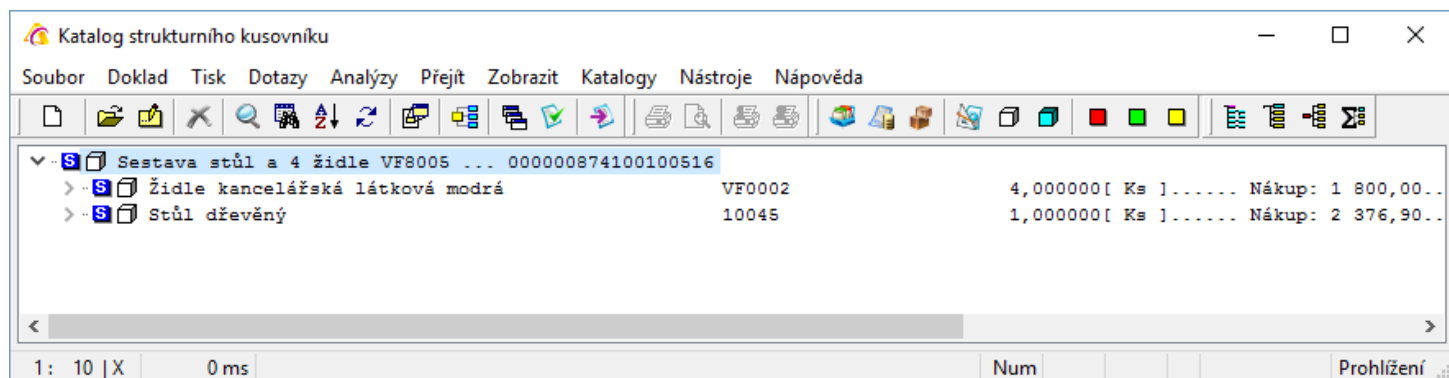 Katalog strukturního kusovníku
Soubor Doklad Tisk Dotazy Analýzy Přejít Zobrazit Katalogy Nástroje Nápověda
S Sestava stůl a 4 židle VF8005 ... 000000874100100516
S Židle kancelářská látková modrá VF0002 4,000000[ Ks ]...... Nákup: 1 800,00..
S Stůl dřevěný 10045 1,000000[ Ks ]...... Nákup: 2 376,90..
1: 10 | X 0 ms Num Prohlížení